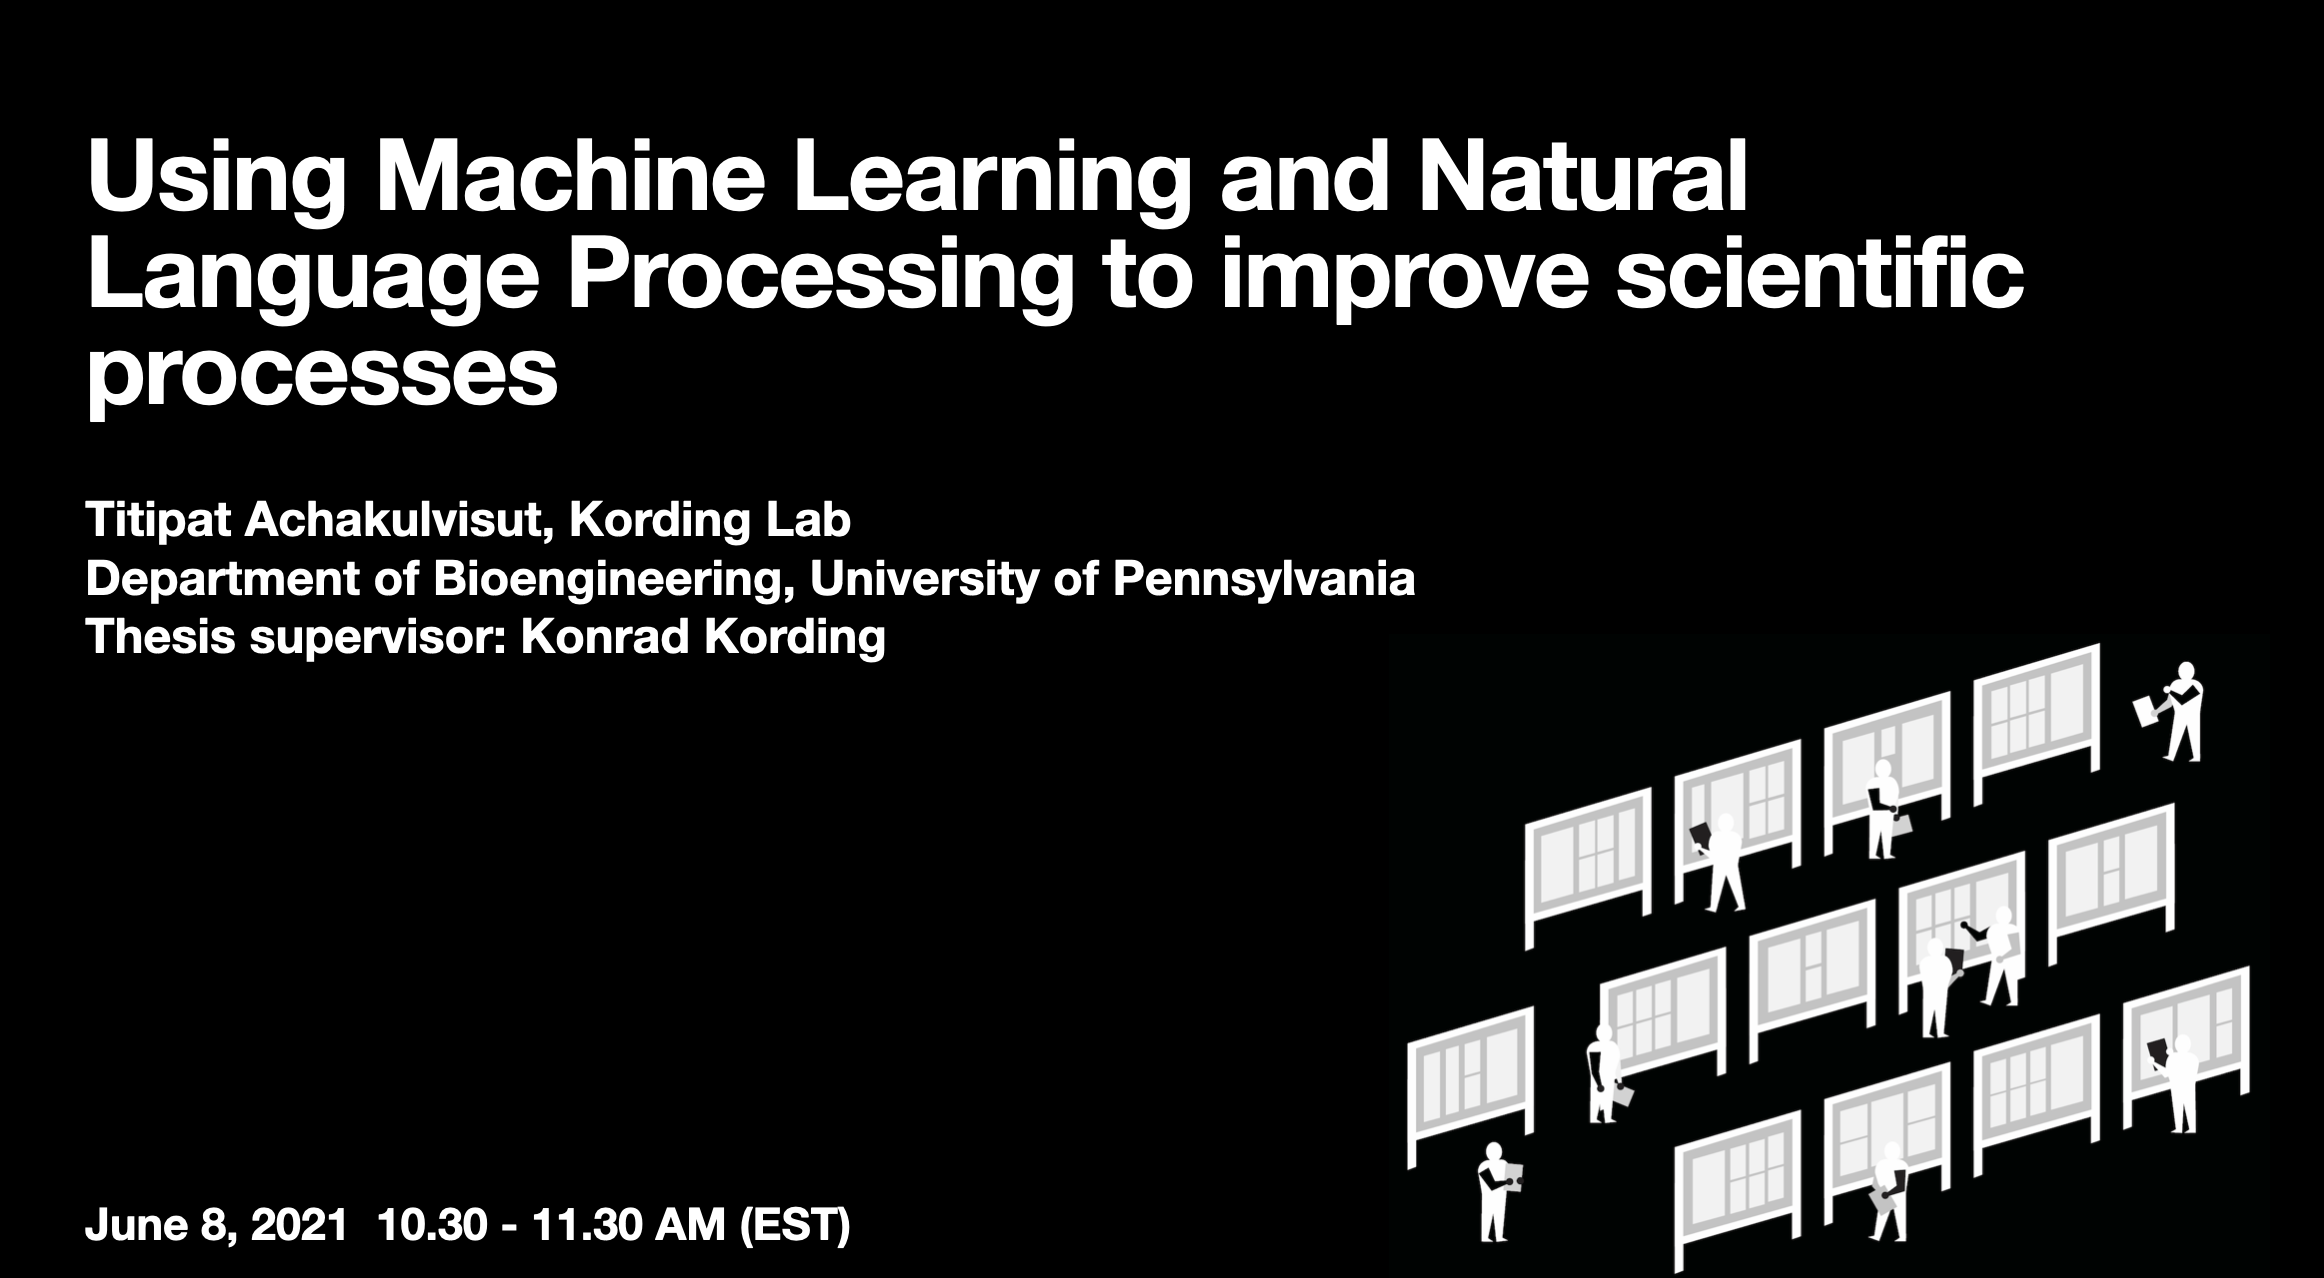 Using Machine Learning and Natural
Language Processing to improve scientific
processes
Titipat Achakulvisut, Kording Lab
Department of Bioengineering, University of Pennsylvania
Thesis supervisor: Konrad Kording
June 8, 2021  10.30 - 11.30 AM (EST)